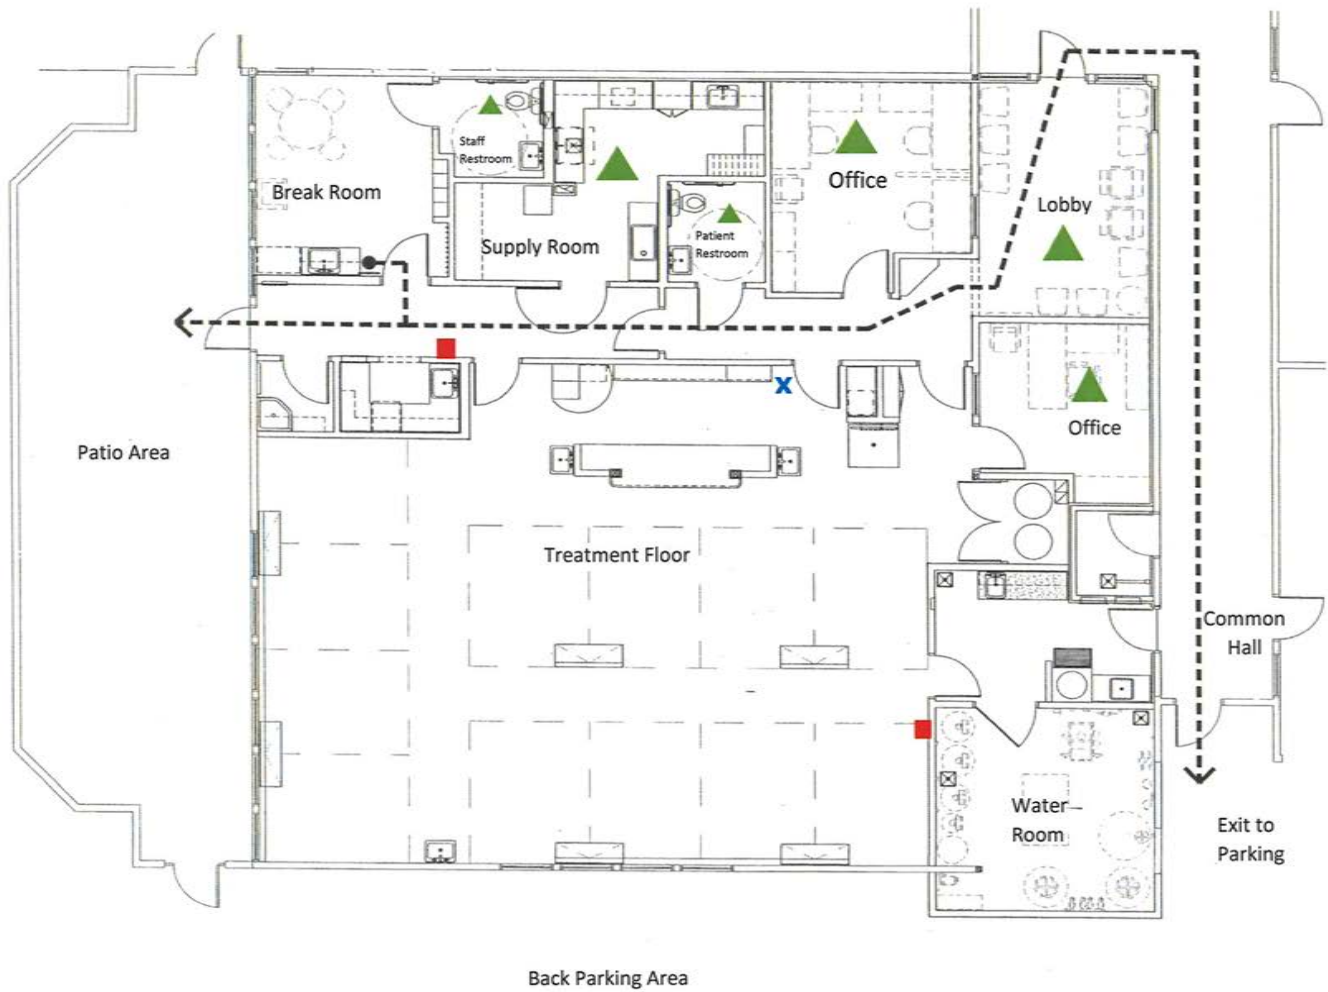 Staff
Restroom
Break Room
Supply Room
Patient
Restroom
Office
Lobby
Office
X
Patio Area
Treatment Floor
Common
Hall
Water
Room
Exit to
Parking
Back Parking Area